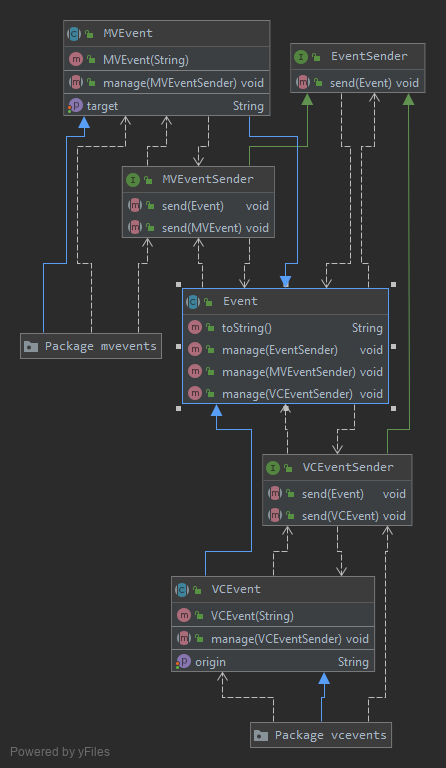 MVEvent
MVEvent(String)
manage(MVEventSender) void
target String
EventSender
send(Event) void
MVEventSender
send(Event) void
send(MVEvent) void
Event
toString() String
manage(EventSender) void
manage(MVEventSender) void
manage(VCEventSender) void
Package mvevents
VCEventSender
send(Event) void
send(VCEvent) void
VCEvent
VCEvent(String)
manage(VCEventSender) void
origin String
Package vcevents
Powered by yFiles